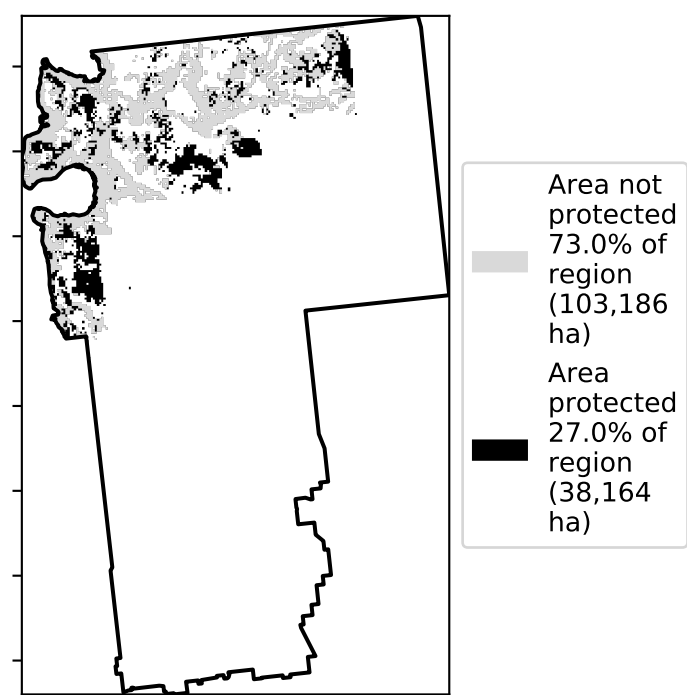 Area not
protected
73.0% of
region
(103,186
ha)
Area
protected
27.0% of
region
(38,164
ha)